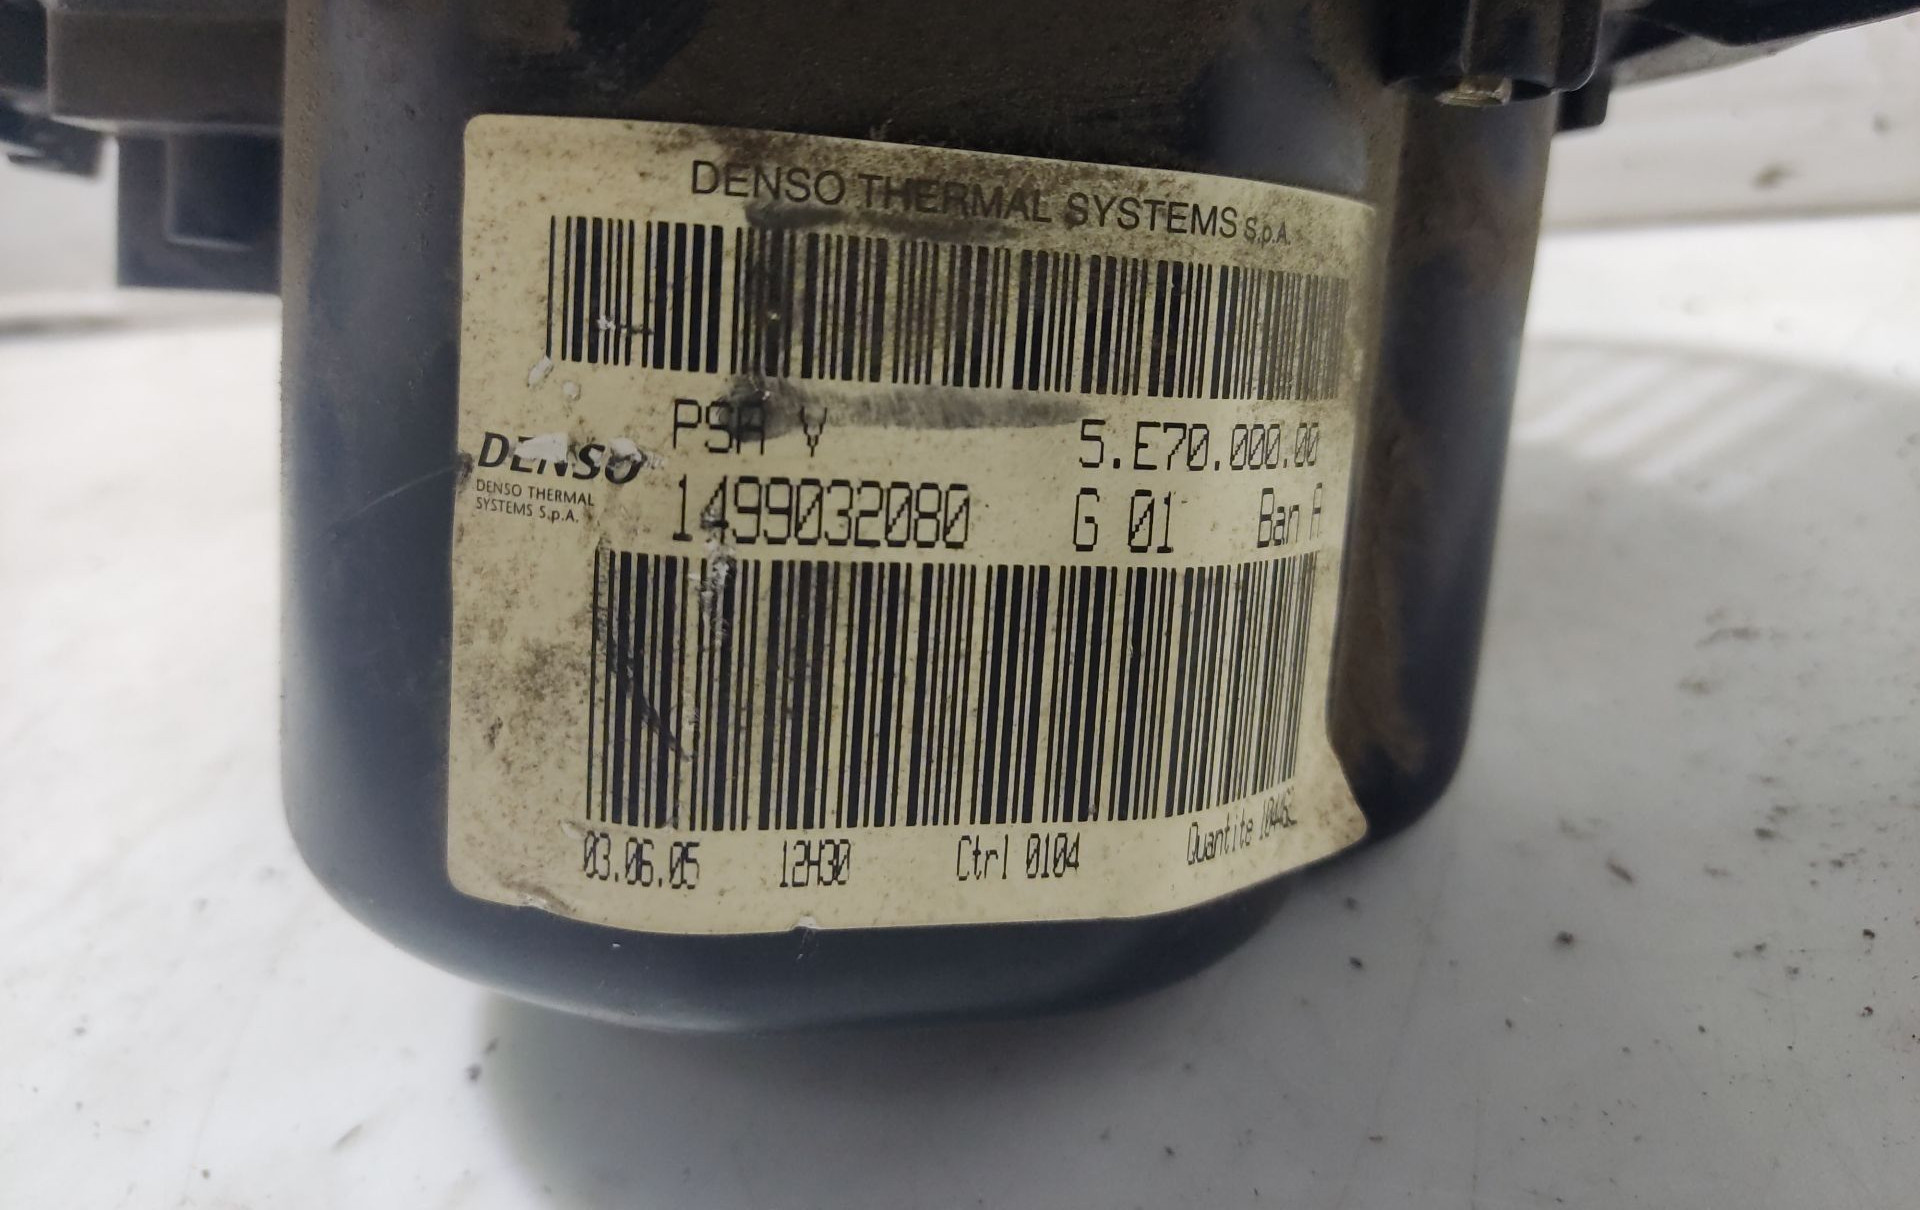 DENSO THERMAL SYSTEMS S.p.A.
PSA V 5.E70.000.00
DENSO
DENSO THERMAL
SYSTEMS S.p.A.
1499032080 G 01 Ban A
03.06.05 12H30 Ctrl 0104 Quantite